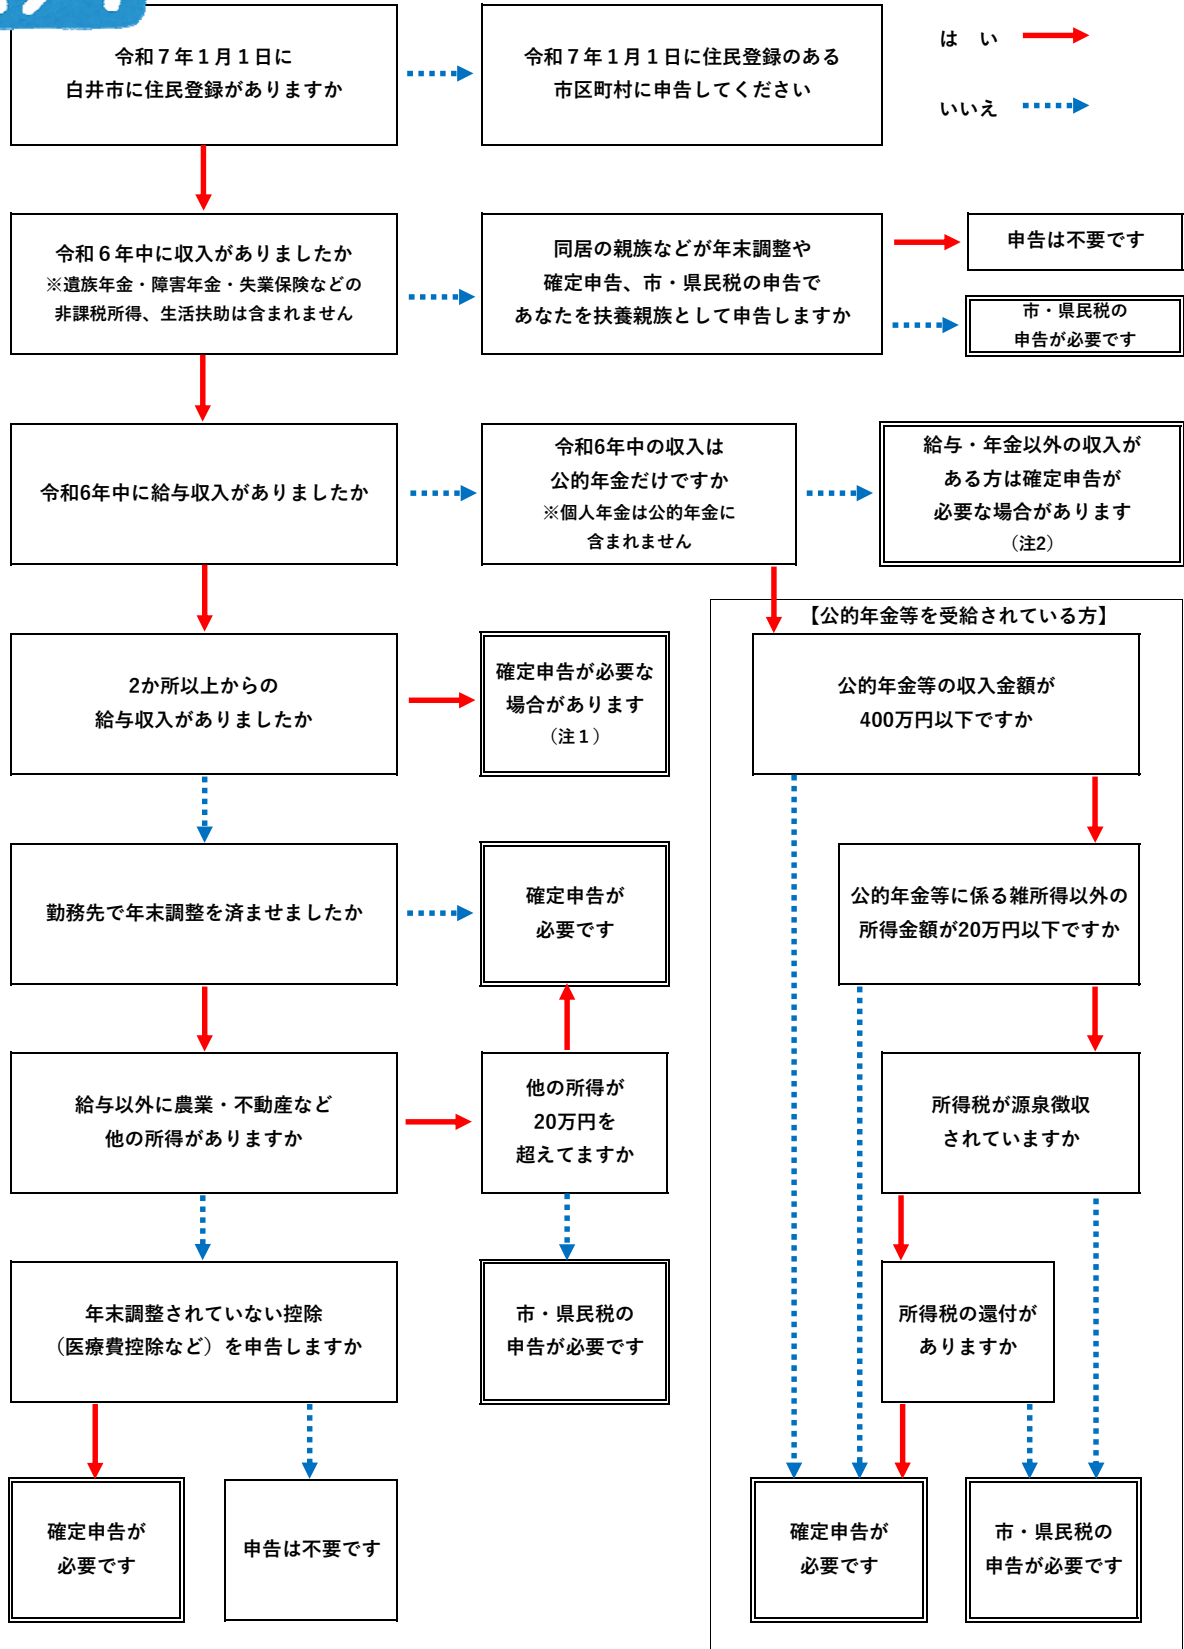 令和７年１月１日に
白井市に住民登録がありますか
令和７年１月１日に住民登録のある
市区町村に申告してください
は　い
いいえ
令和６年中に収入がありましたか
※遺族年金・障害年金・失業保険などの
非課税所得、生活扶助は含まれません
同居の親族などが年末調整や
確定申告、市・県民税の申告で
あなたを扶養親族として申告しますか
申告は不要です
市・県民税の
申告が必要です
令和6年中に給与収入がありましたか
令和6年中の収入は
公的年金だけですか
※個人年金は公的年金に
含まれません
給与・年金以外の収入が
ある方は確定申告が
必要な場合があります
（注2）
2か所以上からの
給与収入がありましたか
確定申告が必要な
場合があります
（注１）
【公的年金等を受給されている方】
公的年金等の収入金額が
400万円以下ですか
勤務先で年末調整を済ませましたか
確定申告が
必要です
公的年金等に係る雑所得以外の
所得金額が20万円以下ですか
給与以外に農業・不動産など
他の所得がありますか
他の所得が
20万円を
超えてますか
所得税が源泉徴収
されていますか
年末調整されていない控除
（医療費控除など）を申告しますか
市・県民税の
申告が必要です
所得税の還付が
ありますか
確定申告が
必要です
申告は不要です
確定申告が
必要です
市・県民税の
申告が必要です